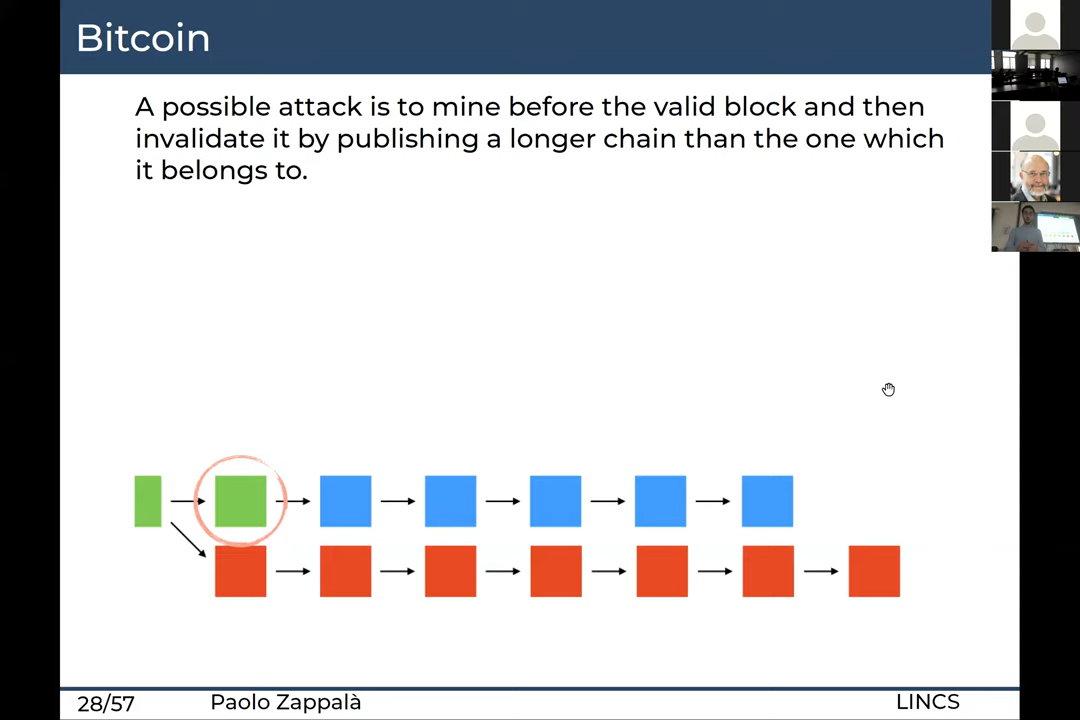 Bitcoin
A possible attack is to mine before the valid block and then
invalidate it by publishing a longer chain than the one which
it belongs to.
28/57 Paolo Zappalà LINCS